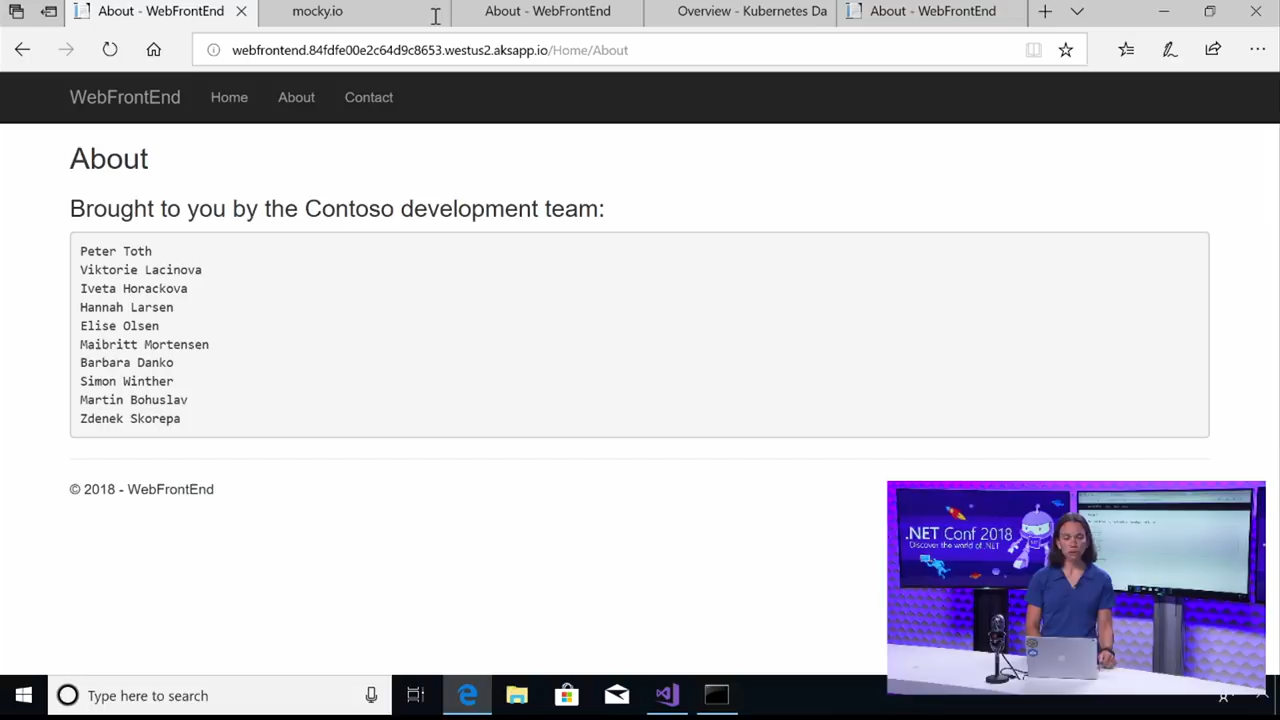 About - WebFrontEnd
mocky.io
About - WebFrontEnd
Overview - Kubernetes Da
About - WebFrontEnd
webfrontend.84fdfe00e2c64d9c8653.westus2.aksapp.io/Home/About
WebFrontEnd
Home
About
Contact
About
Brought to you by the Contoso development team:
Peter Toth
Viktorie Lacinova
Iveta Horackova
Hannah Larsen
Elise Olsen
Maibritt Mortensen
Barbara Danko
Simon Winther
Martin Bohuslav
Zdenek Skorepa
© 2018 - WebFrontEnd
.NET Conf 2018
Discover the world of .NET
Type here to search